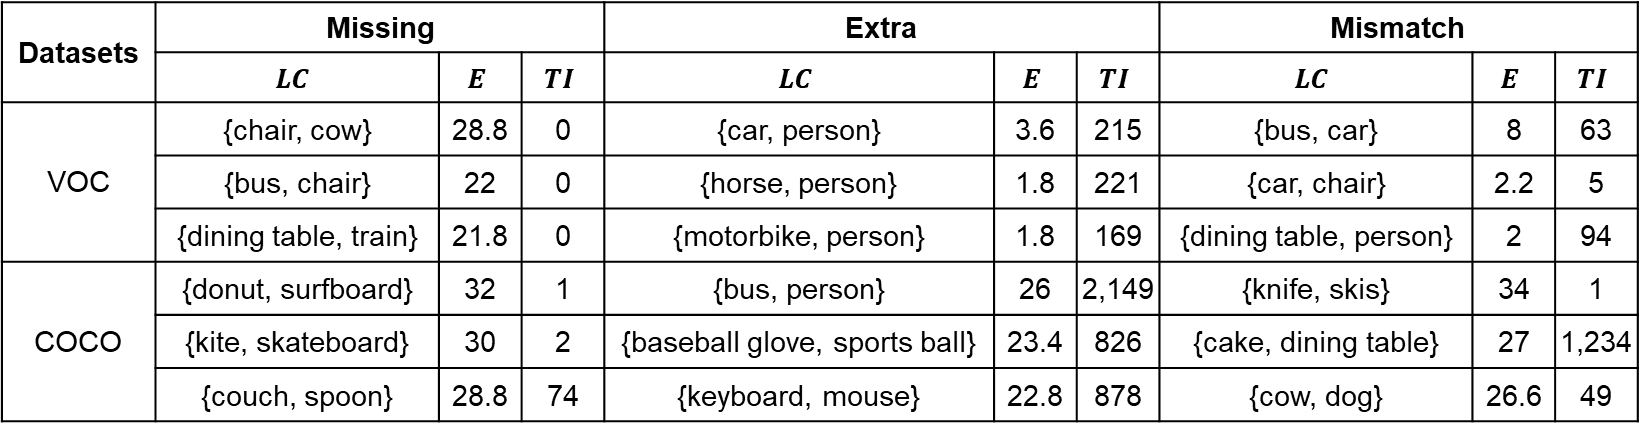 Datasets Missing Extra Mismatch
LC E TI LC E TI LC E TI
VOC {chair, cow} 28.8 0 {car, person} 3.6 215 {bus, car} 8 63
{bus, chair} 22 0 {horse, person} 1.8 221 {car, chair} 2.2 5
{dining table, train} 21.8 0 {motorbike, person} 1.8 169 {dining table, person} 2 94
COCO {donut, surfboard} 32 1 {bus, person} 26 2,149 {knife, skis} 34 1
{kite, skateboard} 30 2 {baseball glove, sports ball} 23.4 826 {cake, dining table} 27 1,234
{couch, spoon} 28.8 74 {keyboard, mouse} 22.8 878 {cow, dog} 26.6 49